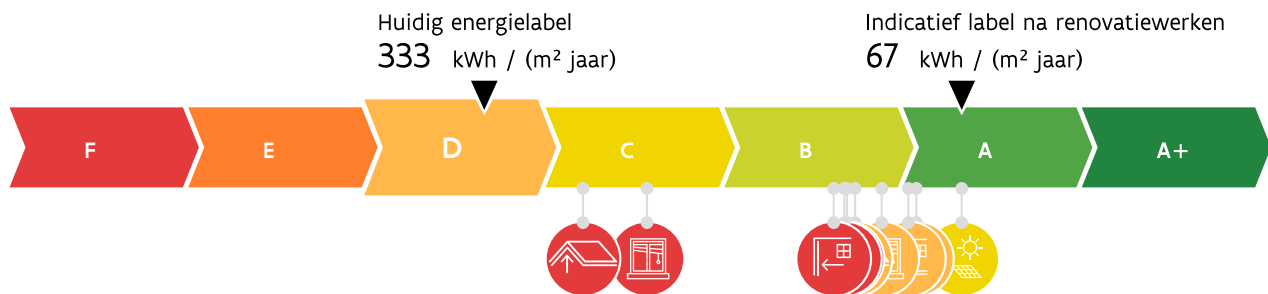 Huidig energielabel
333 kWh / (m² jaar)
Indicatief label na renovatiewerken
67 kWh / (m² jaar)
F E D C B A A+